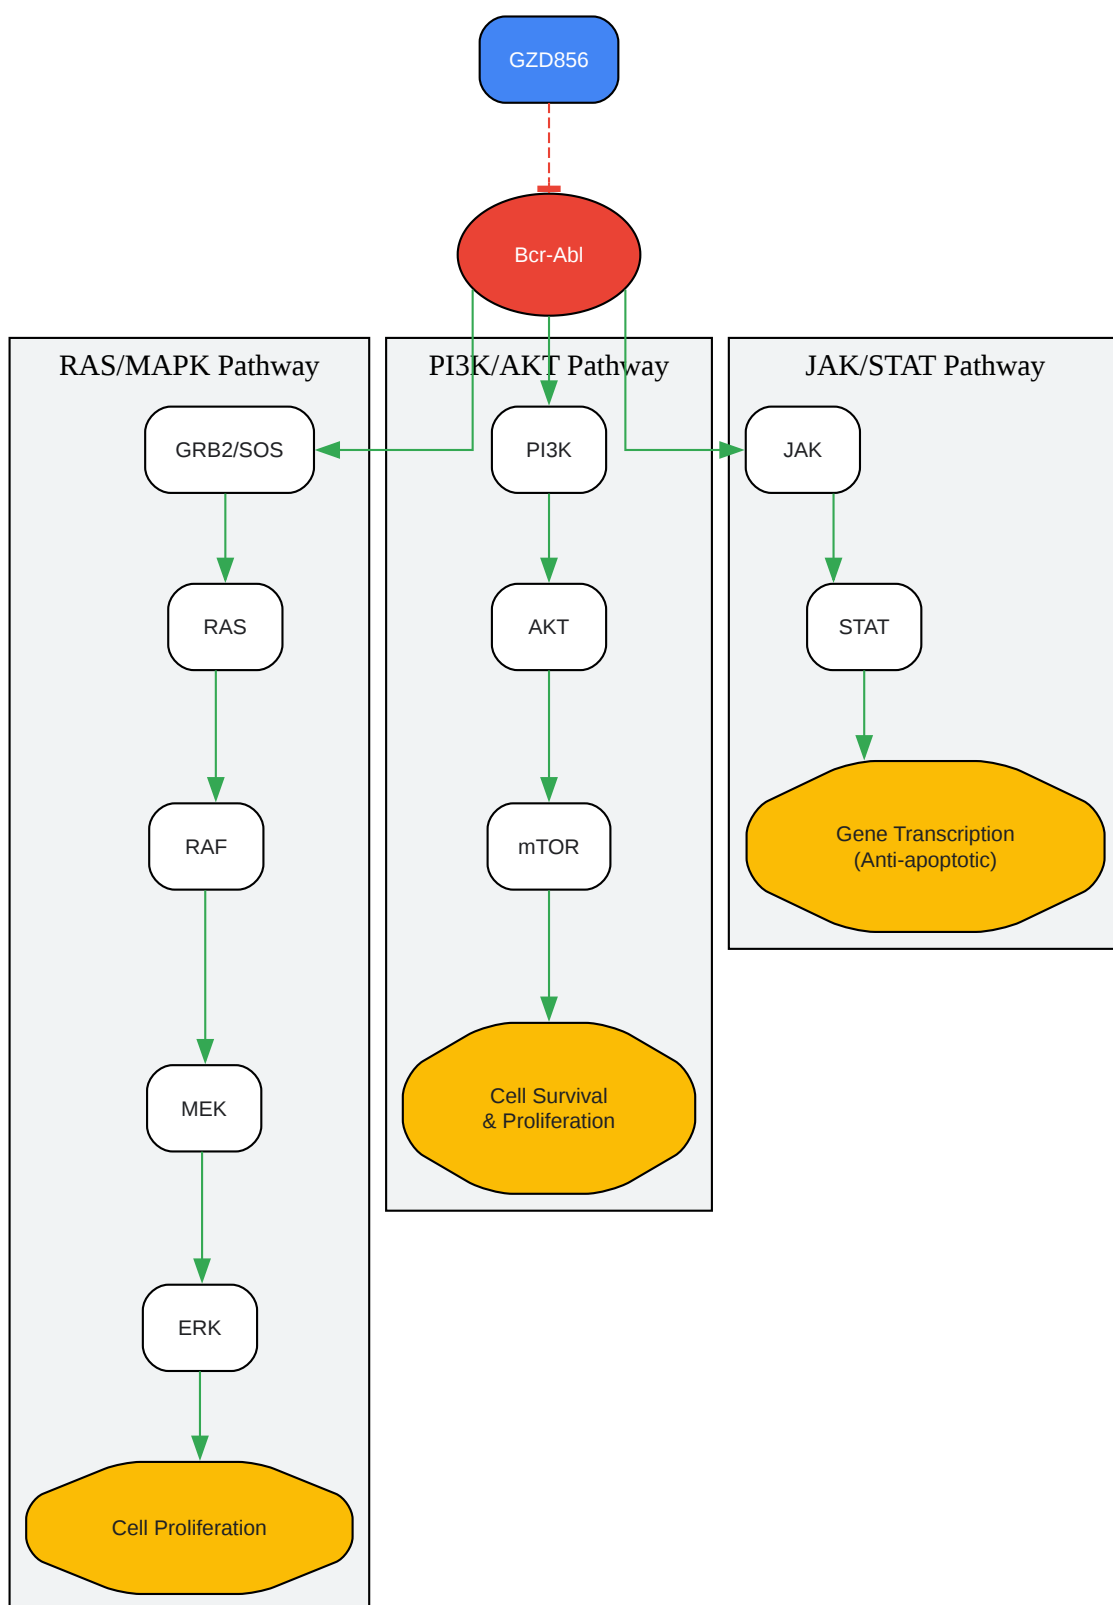 GZD856
Bcr-Abl
RAS/MAPK Pathway
GRB2/SOS
RAS
RAF
MEK
ERK
Cell Proliferation
PI3K/AKT Pathway
PI3K
AKT
mTOR
Cell Survival
& Proliferation
JAK/STAT Pathway
JAK
STAT
Gene Transcription
(Anti-apoptotic)